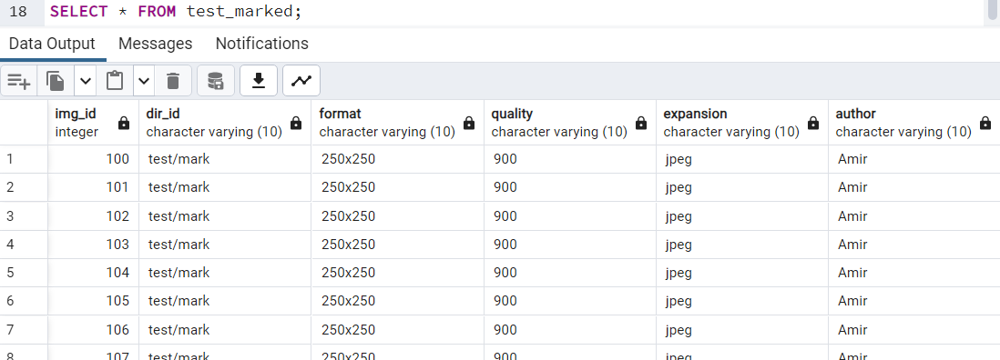 18 SELECT * FROM test_marked;
Data Output Messages Notifications
img_id dir_id format quality expansion author
integer character varying (10) character varying (10) character varying (10) character varying (10) character varying (10)
1 100 test/mark 250x250 900 jpeg Amir
2 101 test/mark 250x250 900 jpeg Amir
3 102 test/mark 250x250 900 jpeg Amir
4 103 test/mark 250x250 900 jpeg Amir
5 104 test/mark 250x250 900 jpeg Amir
6 105 test/mark 250x250 900 jpeg Amir
7 106 test/mark 250x250 900 jpeg Amir
8 107 test/mark 250x250 900 jpeg Amir